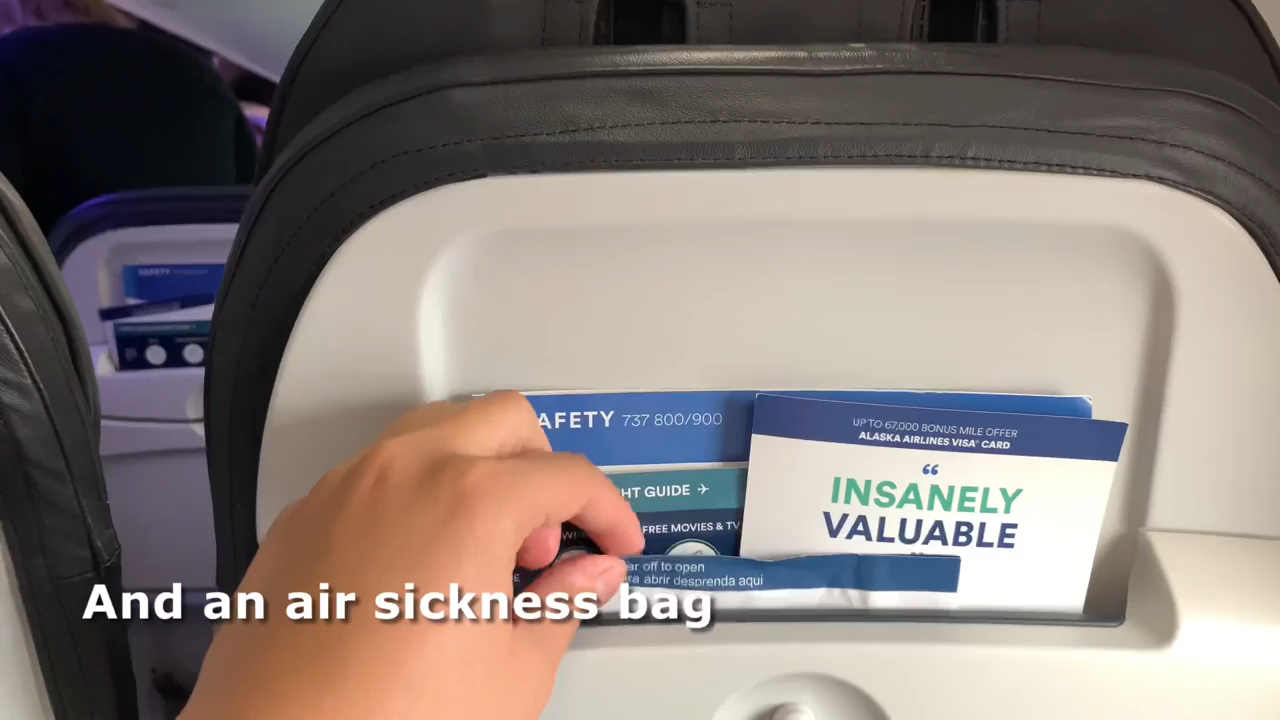 SAFETY
AFETY 737 800/900
UP TO 67,000 BONUS MILE OFFER
ALASKA AIRLINES VISA® CARD
“
INSANELY
VALUABLE
HT GUIDE
FREE MOVIES & TV
ar off to open
ra abrir desprenda aqui
And an air sickness bag